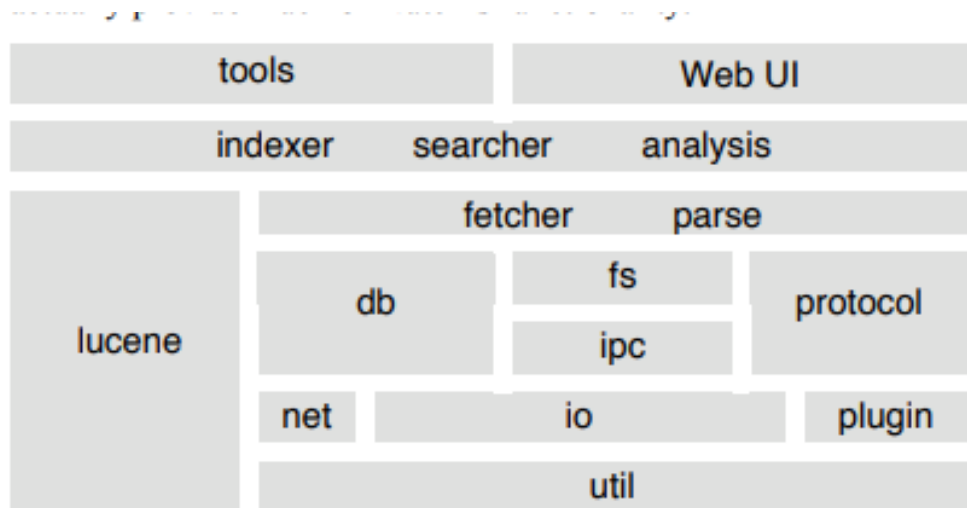 tools Web UI
indexer searcher analysis
fetcher parse
db
fs
protocol
lucene
ipc
net io plugin
util